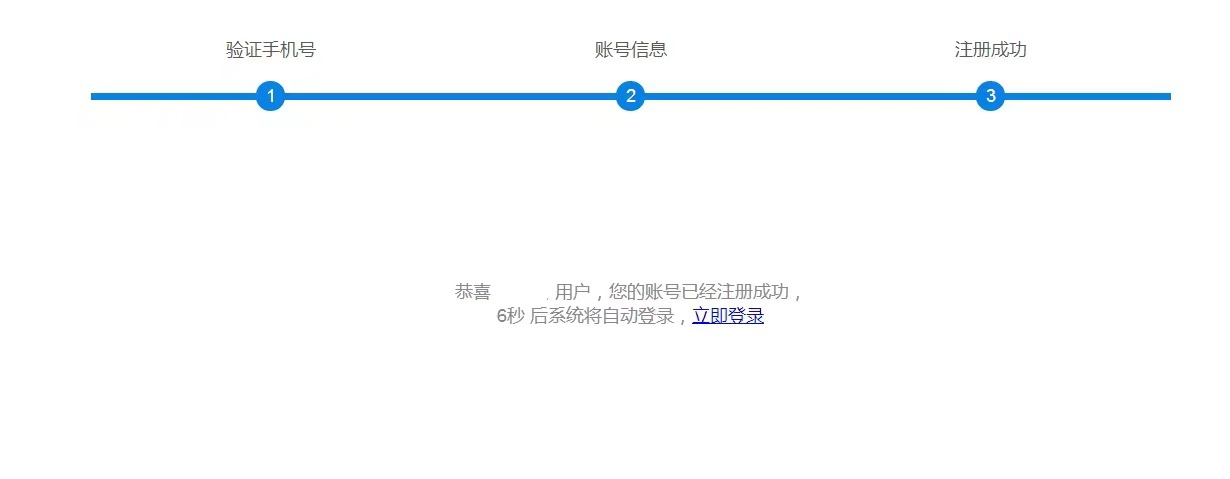 验证手机号 账号信息 注册成功
1 2 3
恭喜 用户，您的账号已经注册成功，
6秒 后系统将自动登录，立即登录